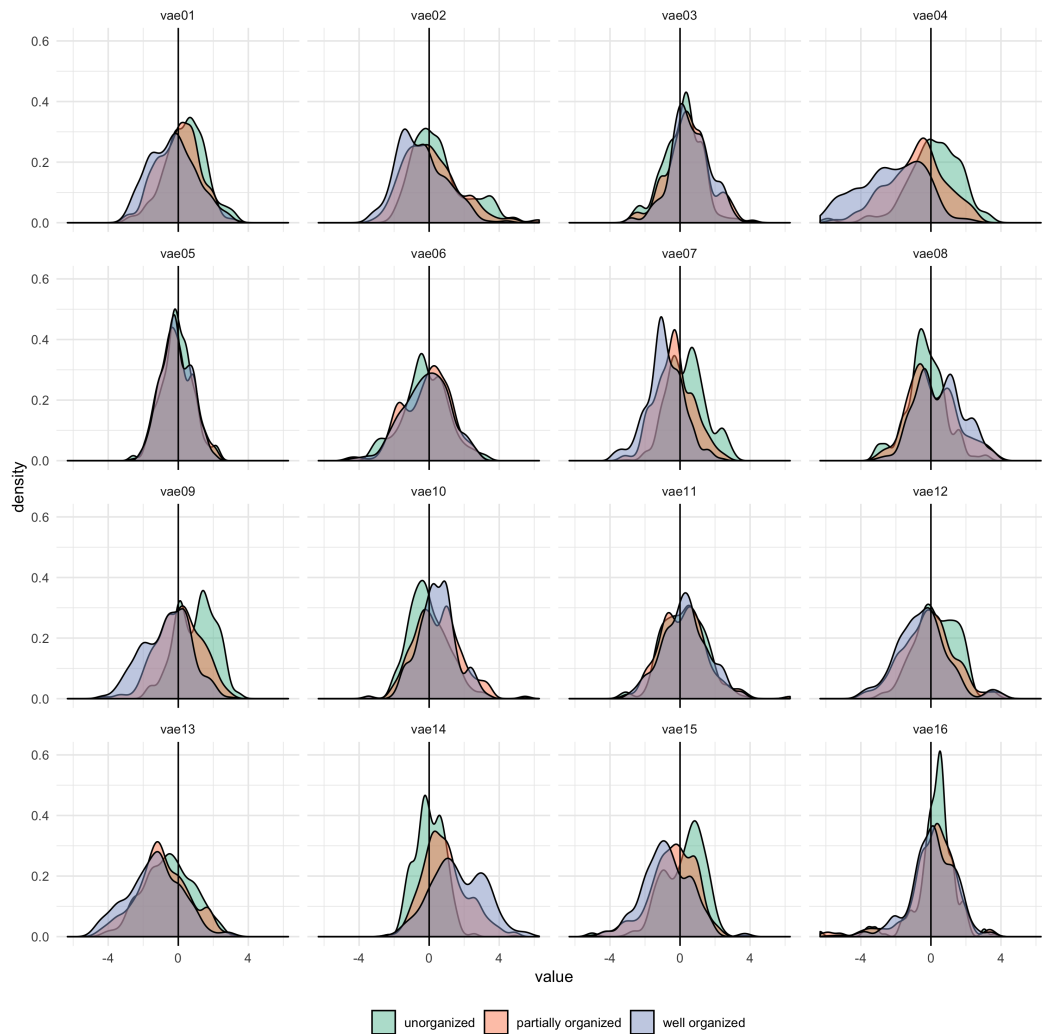 vae01 vae02 vae03 vae04
0.6
0.4
0.2
0.0
vae05 vae06 vae07 vae08
0.6
0.4
0.2
0.0
density
vae09 vae10 vae11 vae12
0.6
0.4
0.2
0.0
vae13 vae14 vae15 vae16
0.6
0.4
0.2
0.0
-4 0 4 -4 0 4 -4 0 4 -4 0 4
value
unorganized partially organized well organized